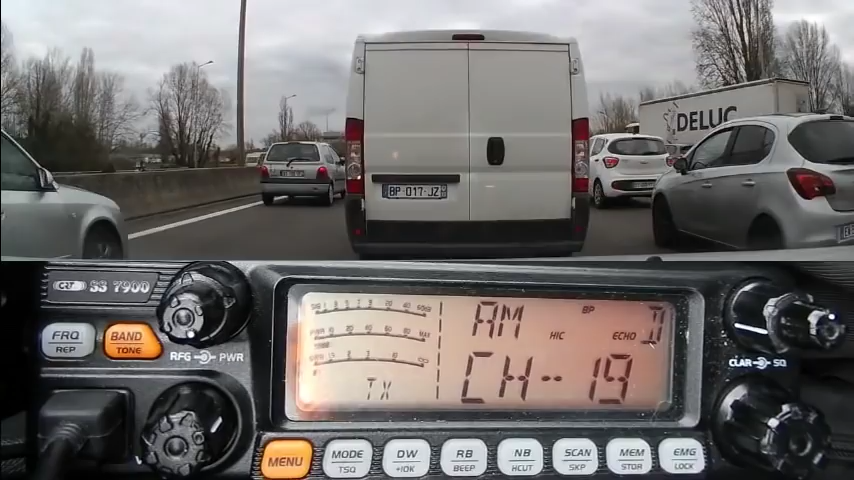 DELUC
BP-017-JZ
CRT SS 7900
FRQ
REP
BAND
TONE
RFG PWR
AM
BP
HIC
ECHO
D
TX
CH--19
CLAR SQ
MENU
MODE
TSQ
DW
+10K
RB
BEEP
NB
HCUT
SCAN
SKP
MEM
STOR
EMG
LOCK